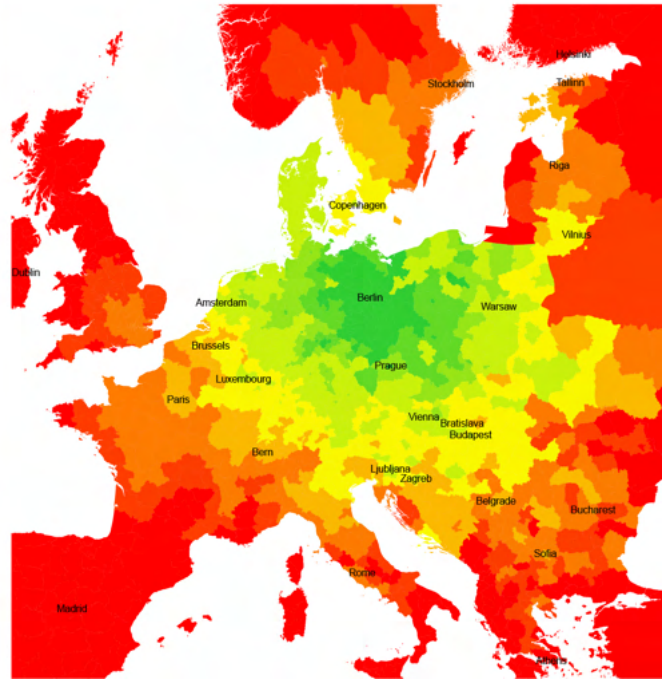 Helsinki
Tallinn
Stockholm
Riga
Copenhagen
Vilnius
Dublin
Berlin
Amsterdam
Warsaw
Brussels
Prague
Luxembourg
Paris
Vienna
Bratislava
Budapest
Bern
Ljubljana
Zagreb
Belgrade
Bucharest
Sofia
Rome
Madrid
Athens